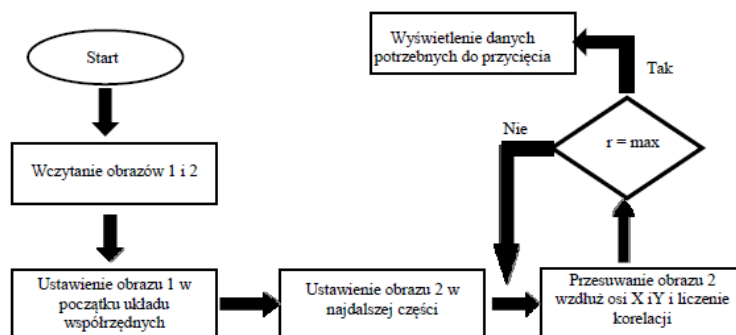 Start
Wczytanie obrazów 1 i 2
Ustawienie obrazu 1 w
początku układu
współrzędnych
Ustawienie obrazu 2 w
najdalszej części
Przesuwanie obrazu 2
wzdłuż osi X iY i liczenie
korelacji
r = max
Nie
Tak
Wyświetlenie danych
potrzebnych do przycięcia